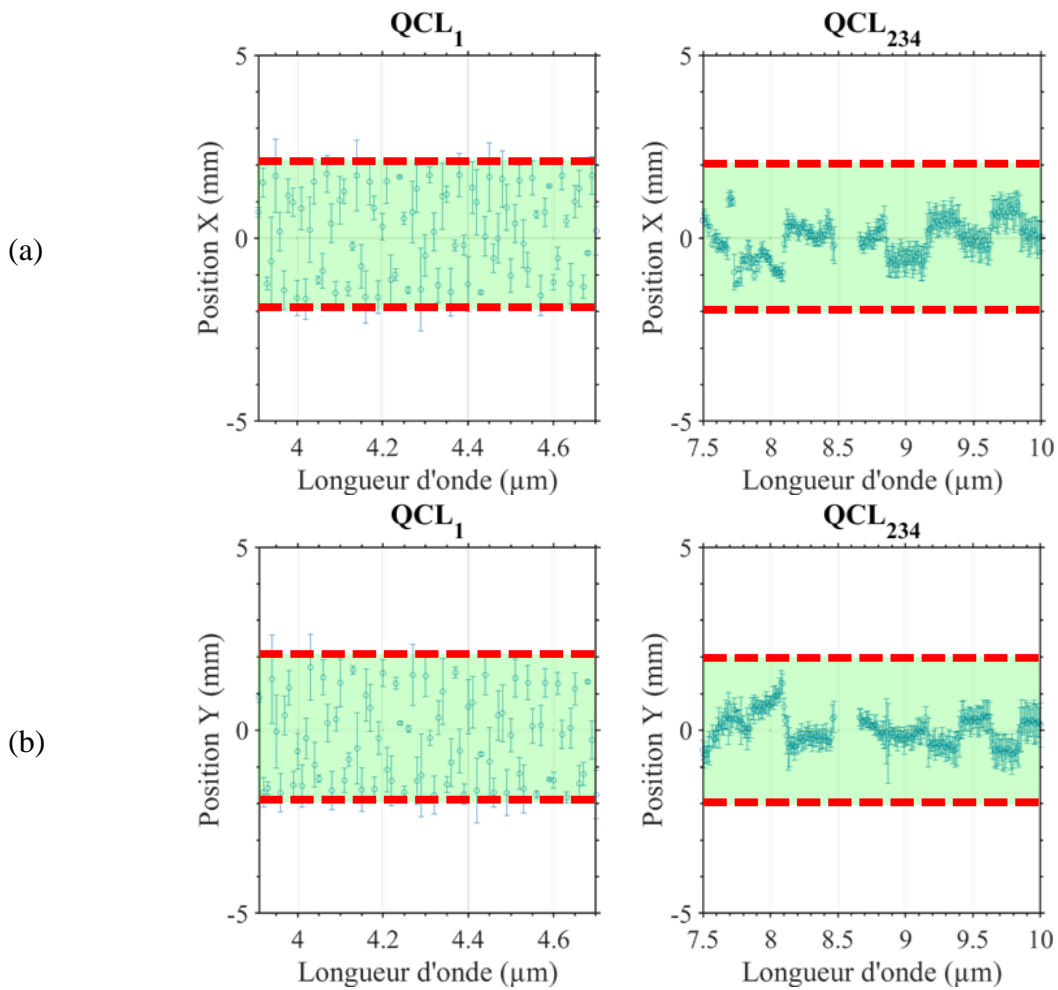 QCL1 QCL234
(a)
Position X (mm)
5
0
-5
4 4.2 4.4 4.6
Longueur d'onde (µm)
Position X (mm)
5
0
-5
7.5 8 8.5 9 9.5 10
Longueur d'onde (µm)
QCL1 QCL234
(b)
Position Y (mm)
5
0
-5
4 4.2 4.4 4.6
Longueur d'onde (µm)
Position Y (mm)
5
0
-5
7.5 8 8.5 9 9.5 10
Longueur d'onde (µm)